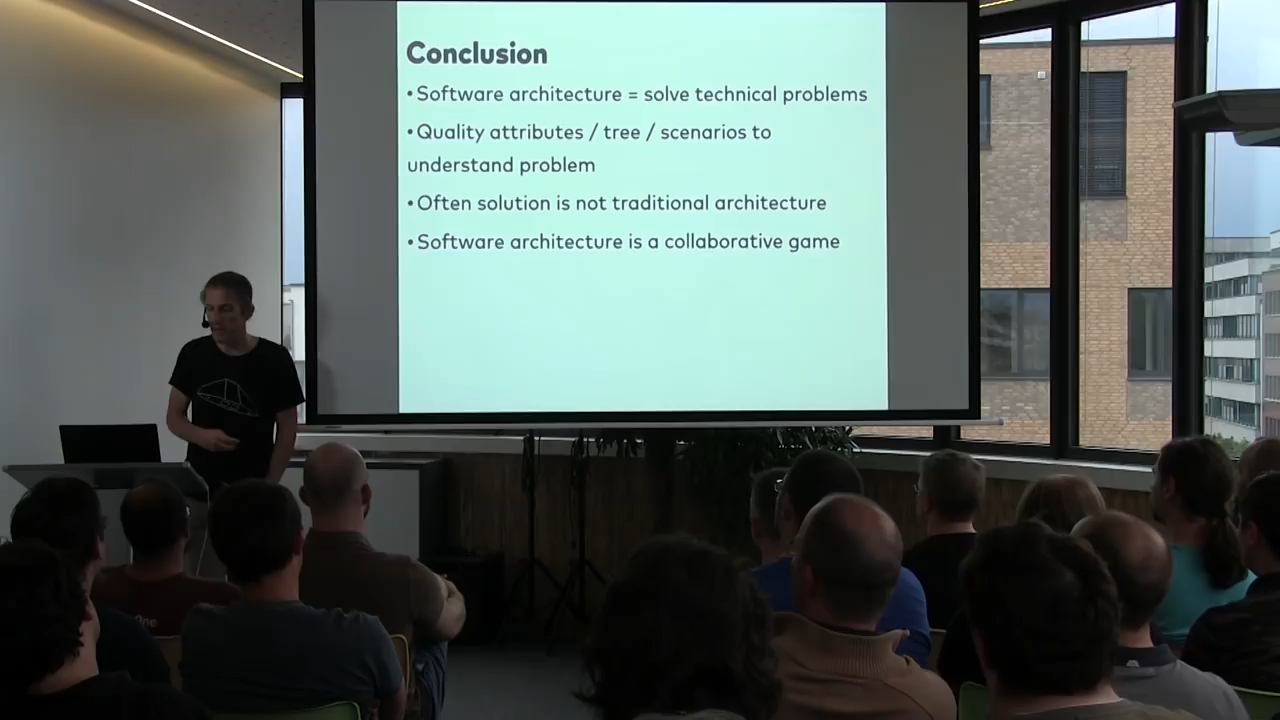 Conclusion
•Software architecture = solve technical problems
•Quality attributes / tree / scenarios to
understand problem
•Often solution is not traditional architecture
•Software architecture is a collaborative game
One